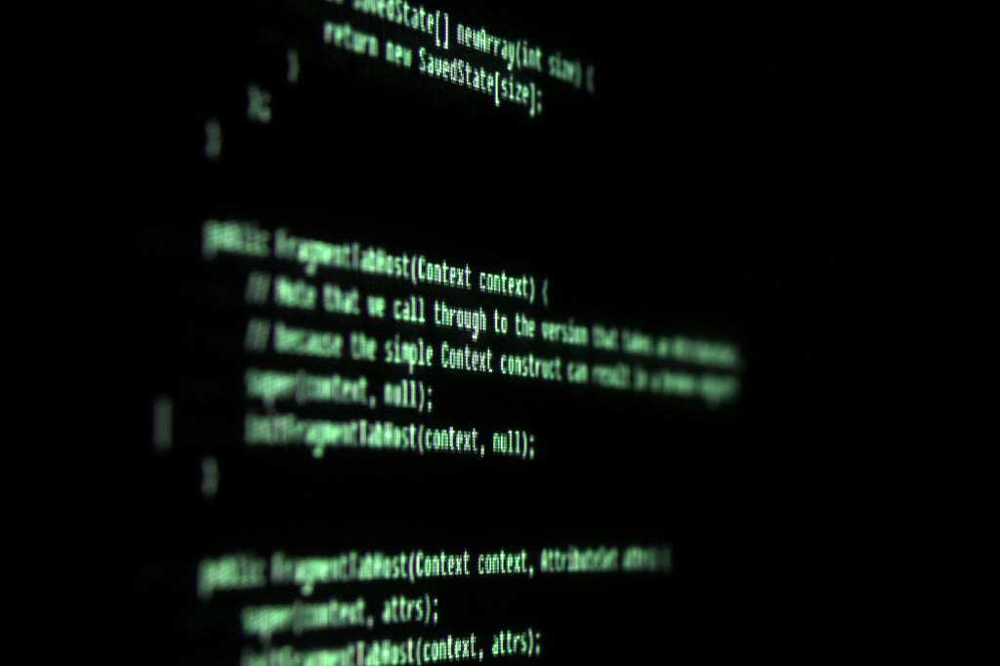 SavedState[] newArray(int size) {
return new SavedState[size];
}
};
}
public FragmentTabHost(Context context) {
// Note that we call through to the version that takes an AttributeSet,
// because the simple Context construct can result in a broken object!
super(context, null);
initFragmentTabHost(context, null);
}
public FragmentTabHost(Context context, AttributeSet attrs) {
super(context, attrs);
initFragmentTabHost(context, attrs);